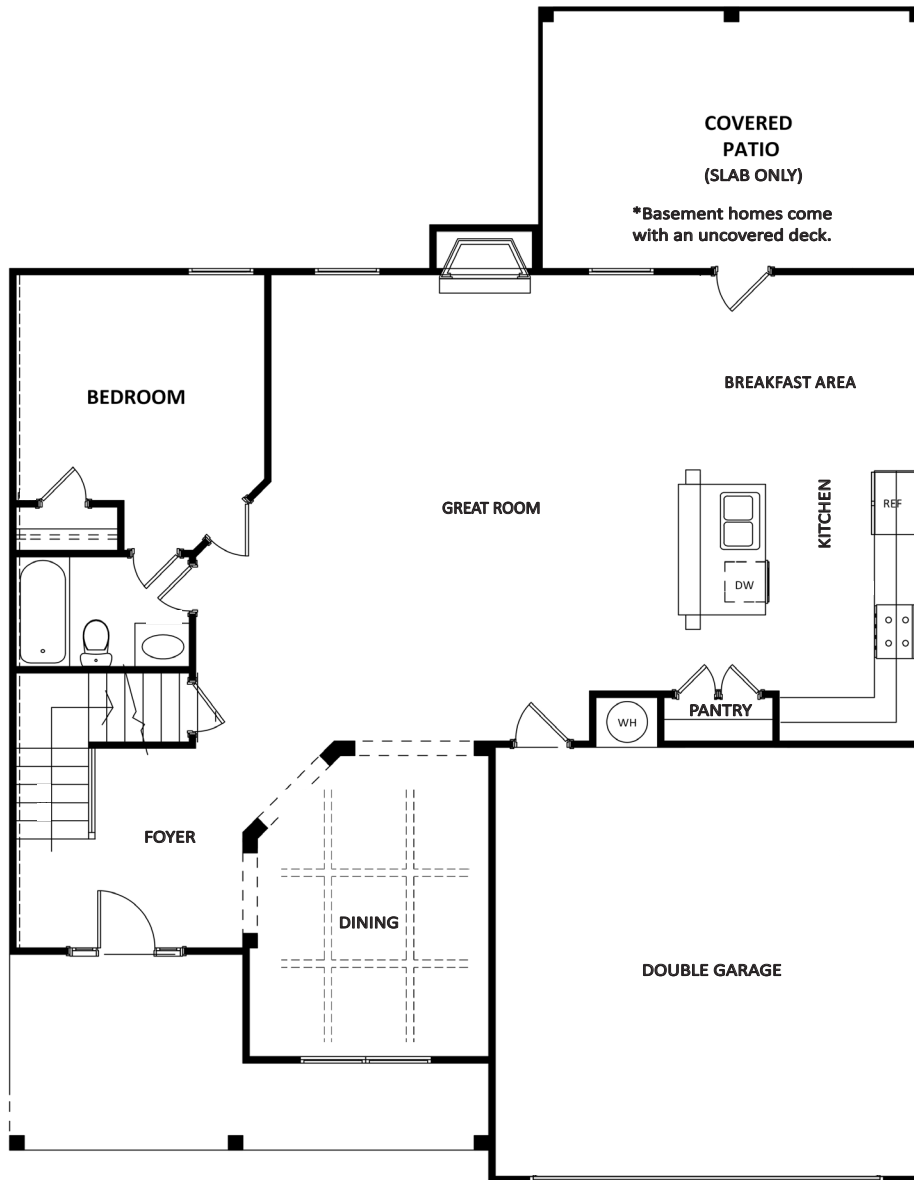 COVERED
PATIO
(SLAB ONLY)
*Basement homes come
with an uncovered deck.
BREAKFAST AREA
BEDROOM
GREAT ROOM
KITCHEN
REF
DW
PANTRY
WH
FOYER
DINING
DOUBLE GARAGE